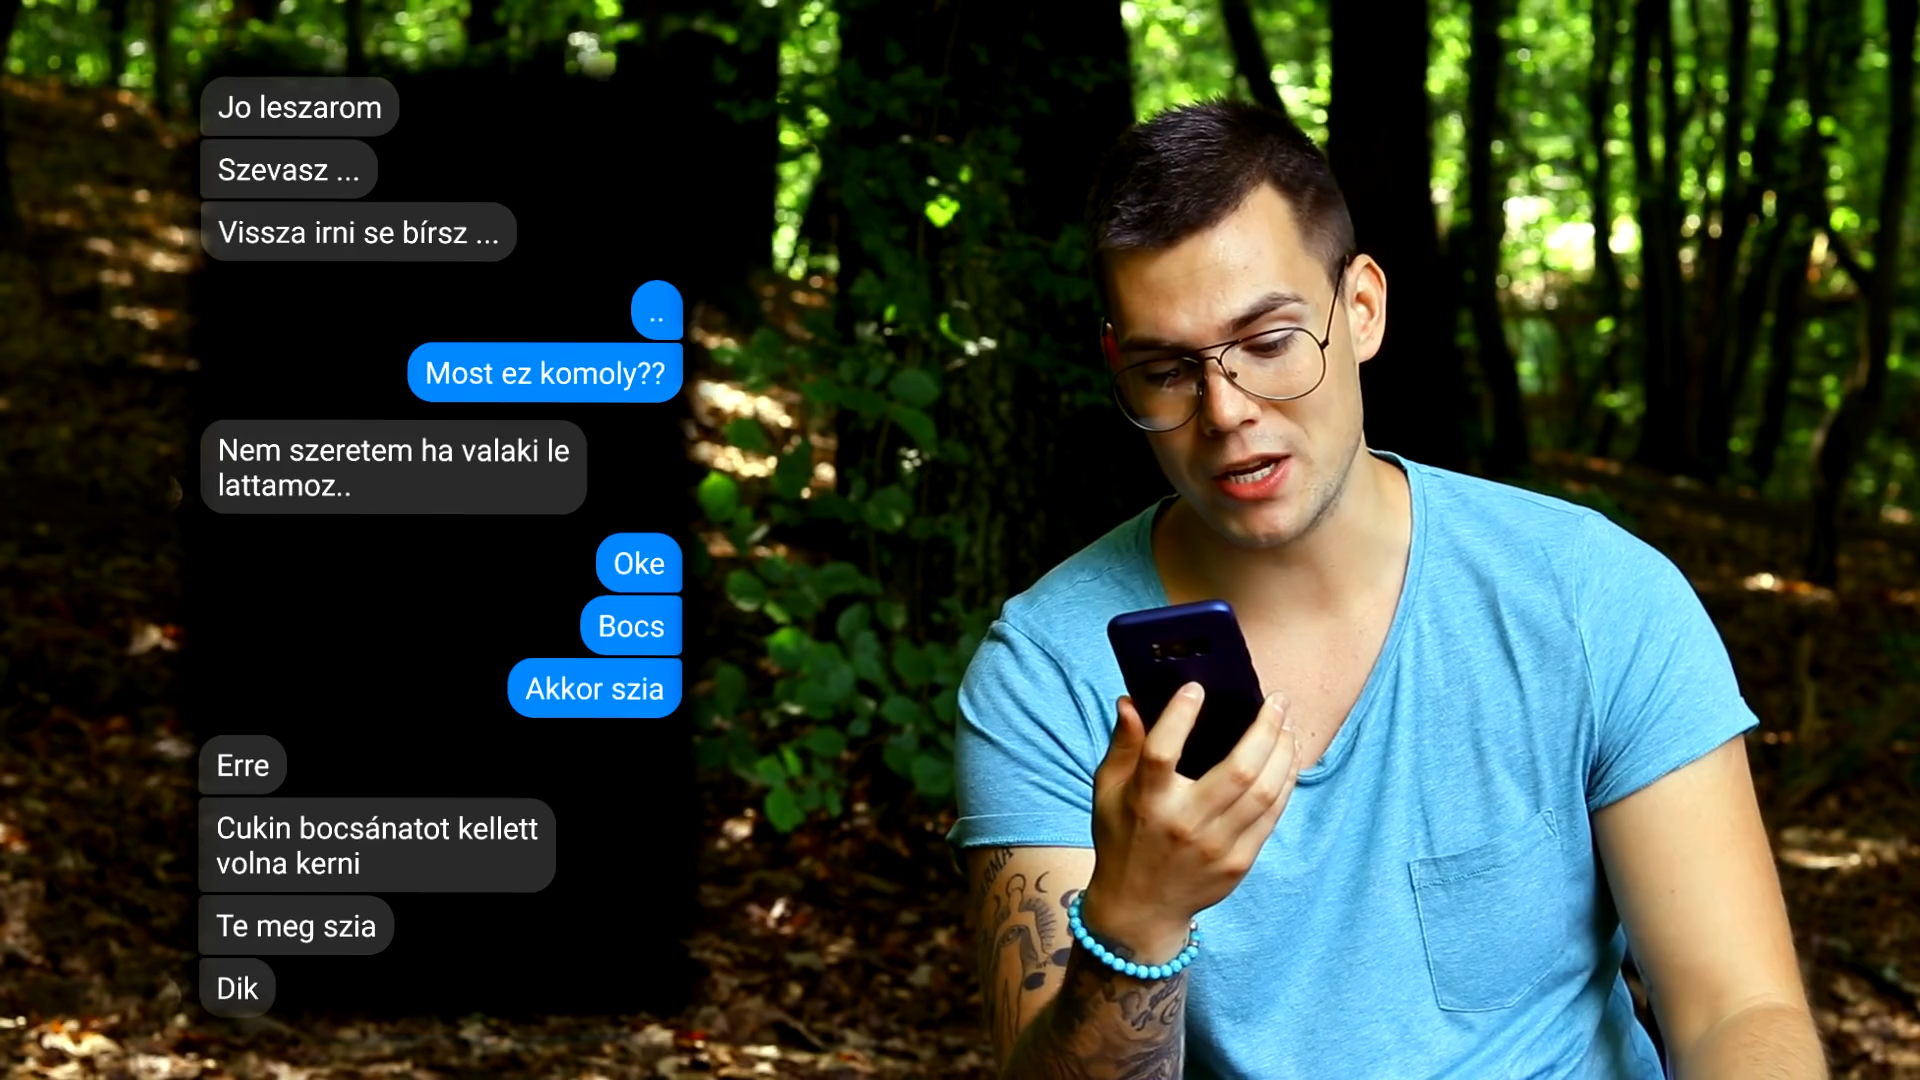 Jo leszarom
Szevasz ...
Vissza irni se bírsz ...
..
Most ez komoly??
Nem szeretem ha valaki le
lattamoz..
Oke
Bocs
Akkor szia
Erre
Cukin bocsánatot kellett
volna kerni
Te meg szia
Dik